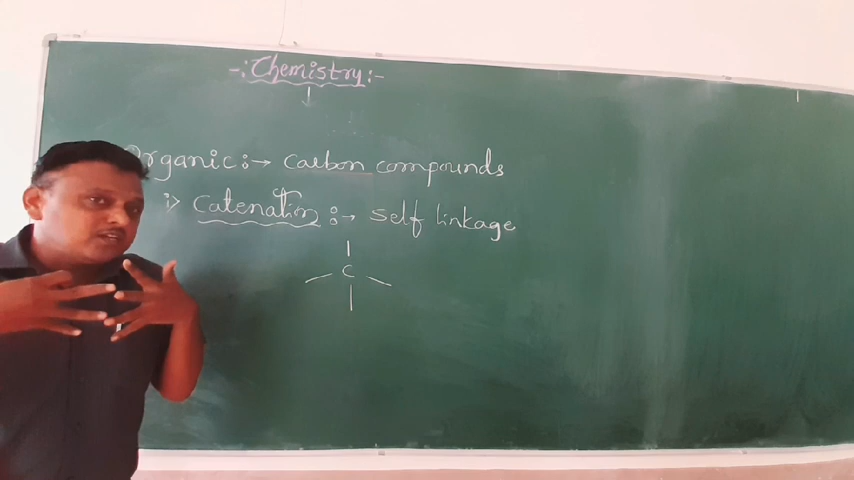 -: Chemistry :-
Organic :→ Carbon compounds
i> Catenation :→ self linkage
C